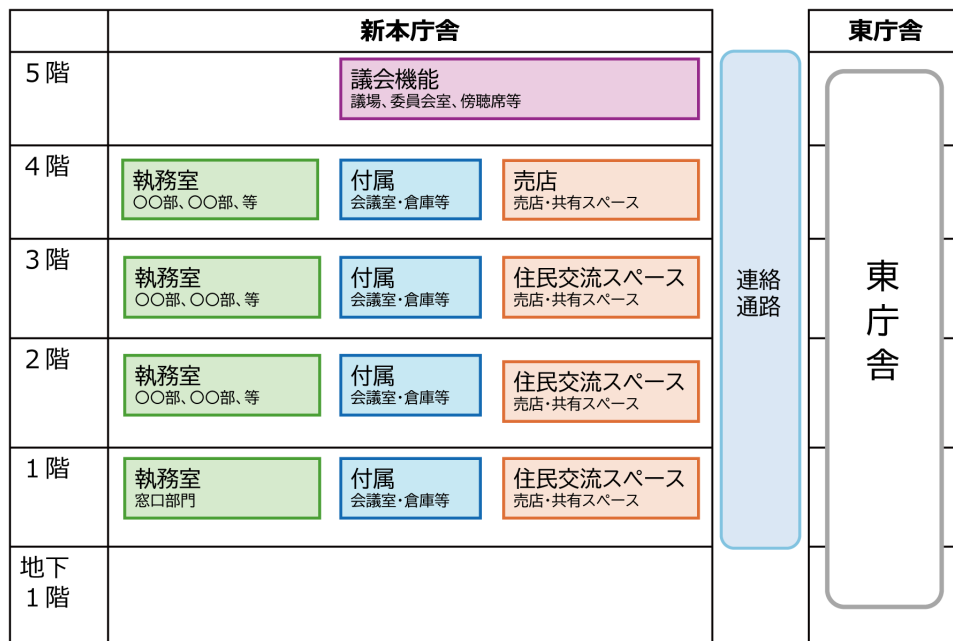 新本庁舎
東庁舎
5階
議会機能
議場、委員会室、傍聴席等
4階
執務室
〇〇部、〇〇部、等
付属
会議室・倉庫等
売店
売店・共有スペース
3階
執務室
〇〇部、〇〇部、等
付属
会議室・倉庫等
住民交流スペース
売店・共有スペース
2階
執務室
〇〇部、〇〇部、等
付属
会議室・倉庫等
住民交流スペース
売店・共有スペース
1階
執務室
窓口部門
付属
会議室・倉庫等
住民交流スペース
売店・共有スペース
地下
1階
連絡
通路
東庁舎